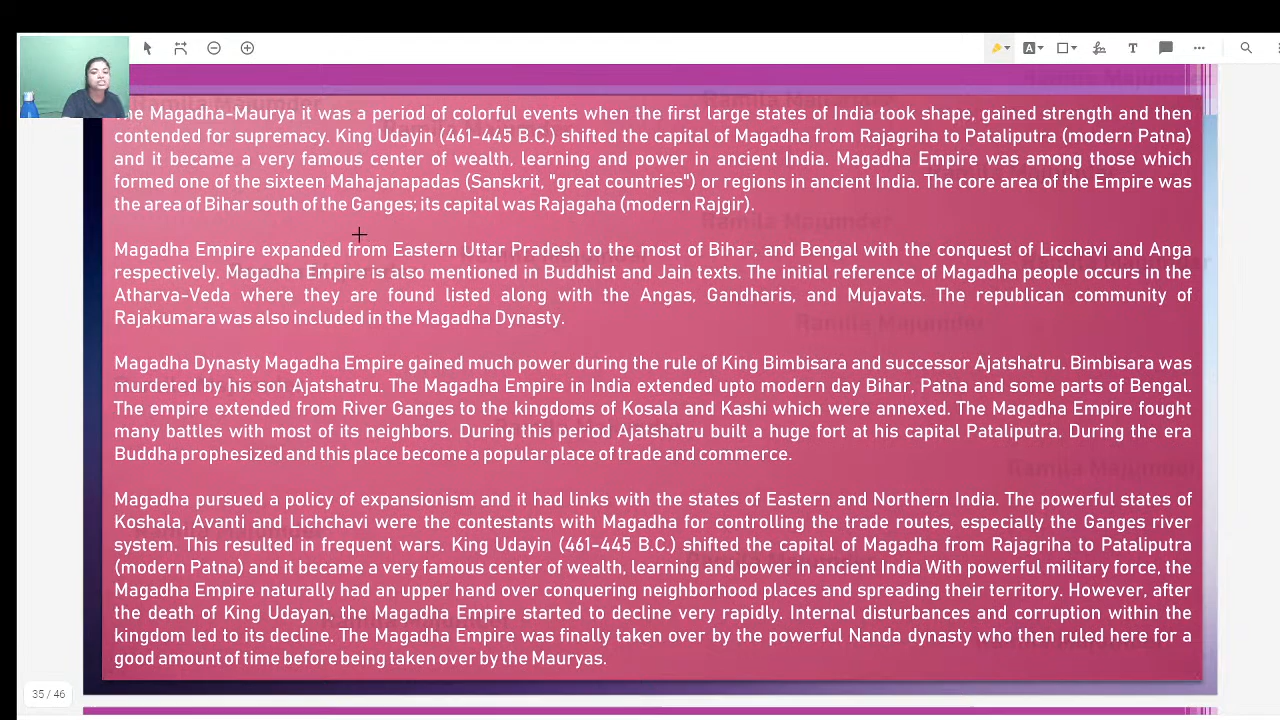 Ramila Majumder
The Magadha-Maurya it was a period of colorful events when the first large states of India took shape, gained strength and then
contended for supremacy. King Udayin (461-445 B.C.) shifted the capital of Magadha from Rajagriha to Pataliputra (modern Patna)
and it became a very famous center of wealth, learning and power in ancient India. Magadha Empire was among those which
formed one of the sixteen Mahajanapadas (Sanskrit, "great countries") or regions in ancient India. The core area of the Empire was
the area of Bihar south of the Ganges; its capital was Rajagaha (modern Rajgir).
Ramila Majumder
Magadha Empire expanded from Eastern Uttar Pradesh to the most of Bihar, and Bengal with the conquest of Licchavi and Anga
respectively. Magadha Empire is also mentioned in Buddhist and Jain texts. The initial reference of Magadha people occurs in the
Atharva-Veda where they are found listed along with the Angas, Gandharis, and Mujavats. The republican community of
Rajakumara was also included in the Magadha Dynasty.
Ramila Majumder
Magadha Dynasty Magadha Empire gained much power during the rule of King Bimbisara and successor Ajatshatru. Bimbisara was
murdered by his son Ajatshatru. The Magadha Empire in India extended upto modern day Bihar, Patna and some parts of Bengal.
The empire extended from River Ganges to the kingdoms of Kosala and Kashi which were annexed. The Magadha Empire fought
many battles with most of its neighbors. During this period Ajatshatru built a huge fort at his capital Pataliputra. During the era
Buddha prophesized and this place become a popular place of trade and commerce.
Ramila Majumder
Magadha pursued a policy of expansionism and it had links with the states of Eastern and Northern India. The powerful states of
Koshala, Avanti and Lichchavi were the contestants with Magadha for controlling the trade routes, especially the Ganges river
system. This resulted in frequent wars. King Udayin (461-445 B.C.) shifted the capital of Magadha from Rajagriha to Pataliputra
(modern Patna) and it became a very famous center of wealth, learning and power in ancient India With powerful military force, the
Magadha Empire naturally had an upper hand over conquering neighborhood places and spreading their territory. However, after
the death of King Udayan, the Magadha Empire started to decline very rapidly. Internal disturbances and corruption within the
kingdom led to its decline. The Magadha Empire was finally taken over by the powerful Nanda dynasty who then ruled here for a
good amount of time before being taken over by the Mauryas.
35 / 46